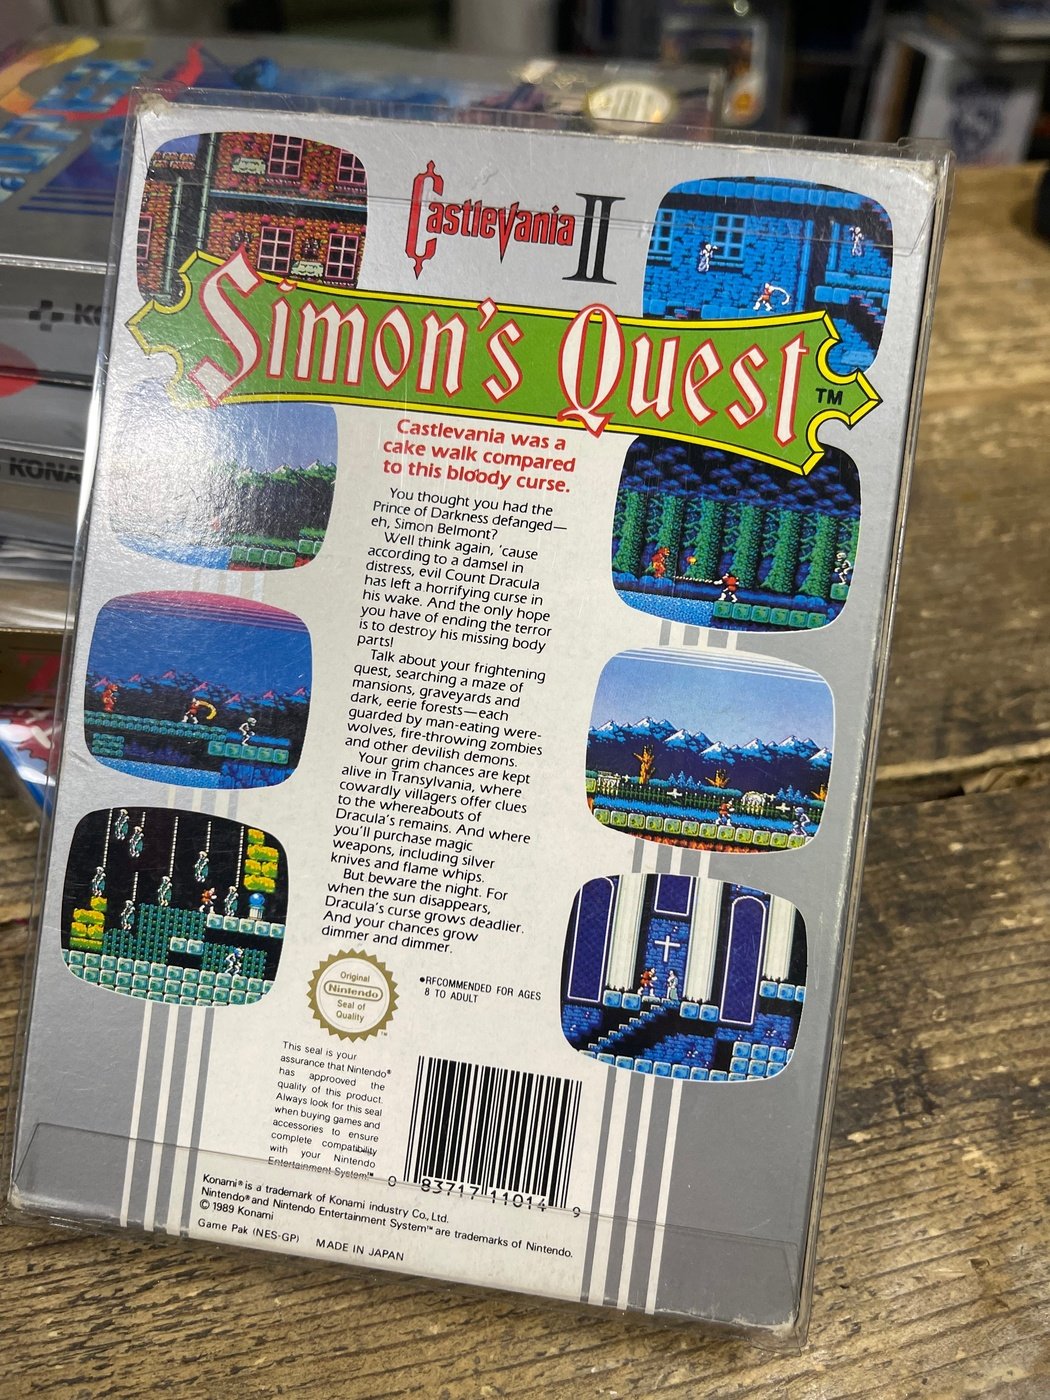 Castlevania II
Simon's Quest TM
Castlevania was a
cake walk compared
to this bloody curse.
You thought you had the
Prince of Darkness defanged—
eh, Simon Belmont?
Well think again, 'cause
according to a damsel in
distress, evil Count Dracula
has left a horrifying curse in
his wake. And the only hope
you have of ending the terror
is to destroy his missing body
parts!
Talk about your frightening
quest, searching a maze of
mansions, graveyards and
dark, eerie forests—each
guarded by man-eating were-
wolves, fire-throwing zombies
and other devilish demons.
Your grim chances are kept
alive in Transylvania, where
cowardly villagers offer clues
to the whereabouts of
Dracula's remains. And where
you'll purchase magic
weapons, including silver
knives and flame whips.
But beware the night. For
when the sun disappears,
Dracula's curse grows deadlier.
And your chances grow
dimmer and dimmer.
Original
Nintendo
Seal of
Quality
TM
•RECOMMENDED FOR AGES
8 TO ADULT
This seal is your
assurance that Nintendo®
has approved the
quality of this product.
Always look for this seal
when buying games and
accessories to ensure
complete compatibility
with your Nintendo
Entertainment System™
0 83717 11014 9
Konami® is a trademark of Konami industry Co., Ltd.
Nintendo® and Nintendo Entertainment System™ are trademarks of Nintendo.
© 1989 Konami
Game Pak (NES-GP) MADE IN JAPAN
KONA